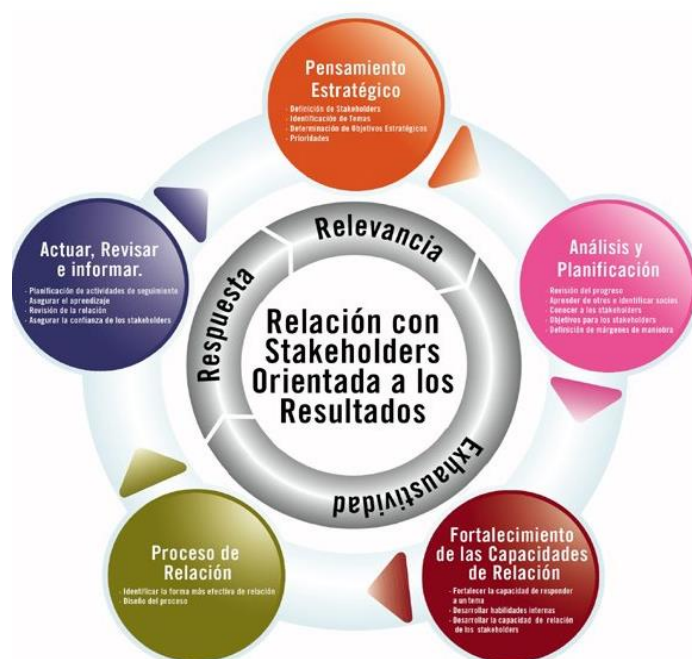 Pensamiento
Estratégico
- Definición de Stakeholders
- Identificación de Temas
- Determinación de Objetivos Estratégicos
- Prioridades
Análisis y
Planificación
Revisión del progreso
- Aprender de otros e identificar socios
- Conocer a los stakeholders
- Objetivos para los stakeholders
- Definición de márgenes de maniobra
Fortalecimiento
de las Capacidades
de Relación
- Fortalecer la capacidad de responder
a un tema
- Desarrollar habilidades internas
- Desarrollar la capacidad de relación
de los stakeholders
Proceso de
Relación
- Identificar la forma más efectiva de relación
- Diseño del proceso
Actuar, Revisar
e informar.
- Planificación de actividades de seguimiento
- Asegurar el aprendizaje
- Revisión de la relación
- Asegurar la confianza de los stakeholders
Relevancia
Exhaustividad
Respuesta
Relación con
Stakeholders
Orientada a los
Resultados